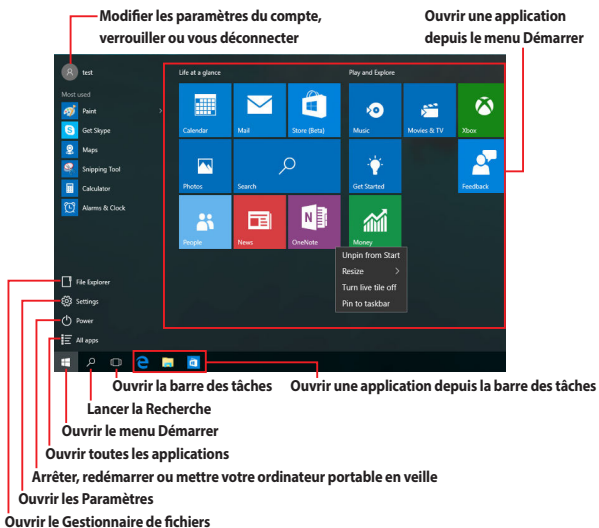 Modifier les paramètres du compte,
verrouiller ou vous déconnecter
Ouvrir une application
depuis le menu Démarrer
test
Most used
Paint
Get Skype
Maps
Snipping Tool
Calculator
Alarms & Clock
File Explorer
Settings
Power
All apps
Life at a glance
Play and Explore
Calendar
Mail
Store (Beta)
Music
Movies & TV
Xbox
Photos
Search
Get Started
Feedback
People
News
OneNote
Money
Unpin from Start
Resize
Turn live tile off
Pin to taskbar
Ouvrir la barre des tâches
Ouvrir une application depuis la barre des tâches
Lancer la Recherche
Ouvrir le menu Démarrer
Ouvrir toutes les applications
Arrêter, redémarrer ou mettre votre ordinateur portable en veille
Ouvrir les Paramètres
Ouvrir le Gestionnaire de fichiers